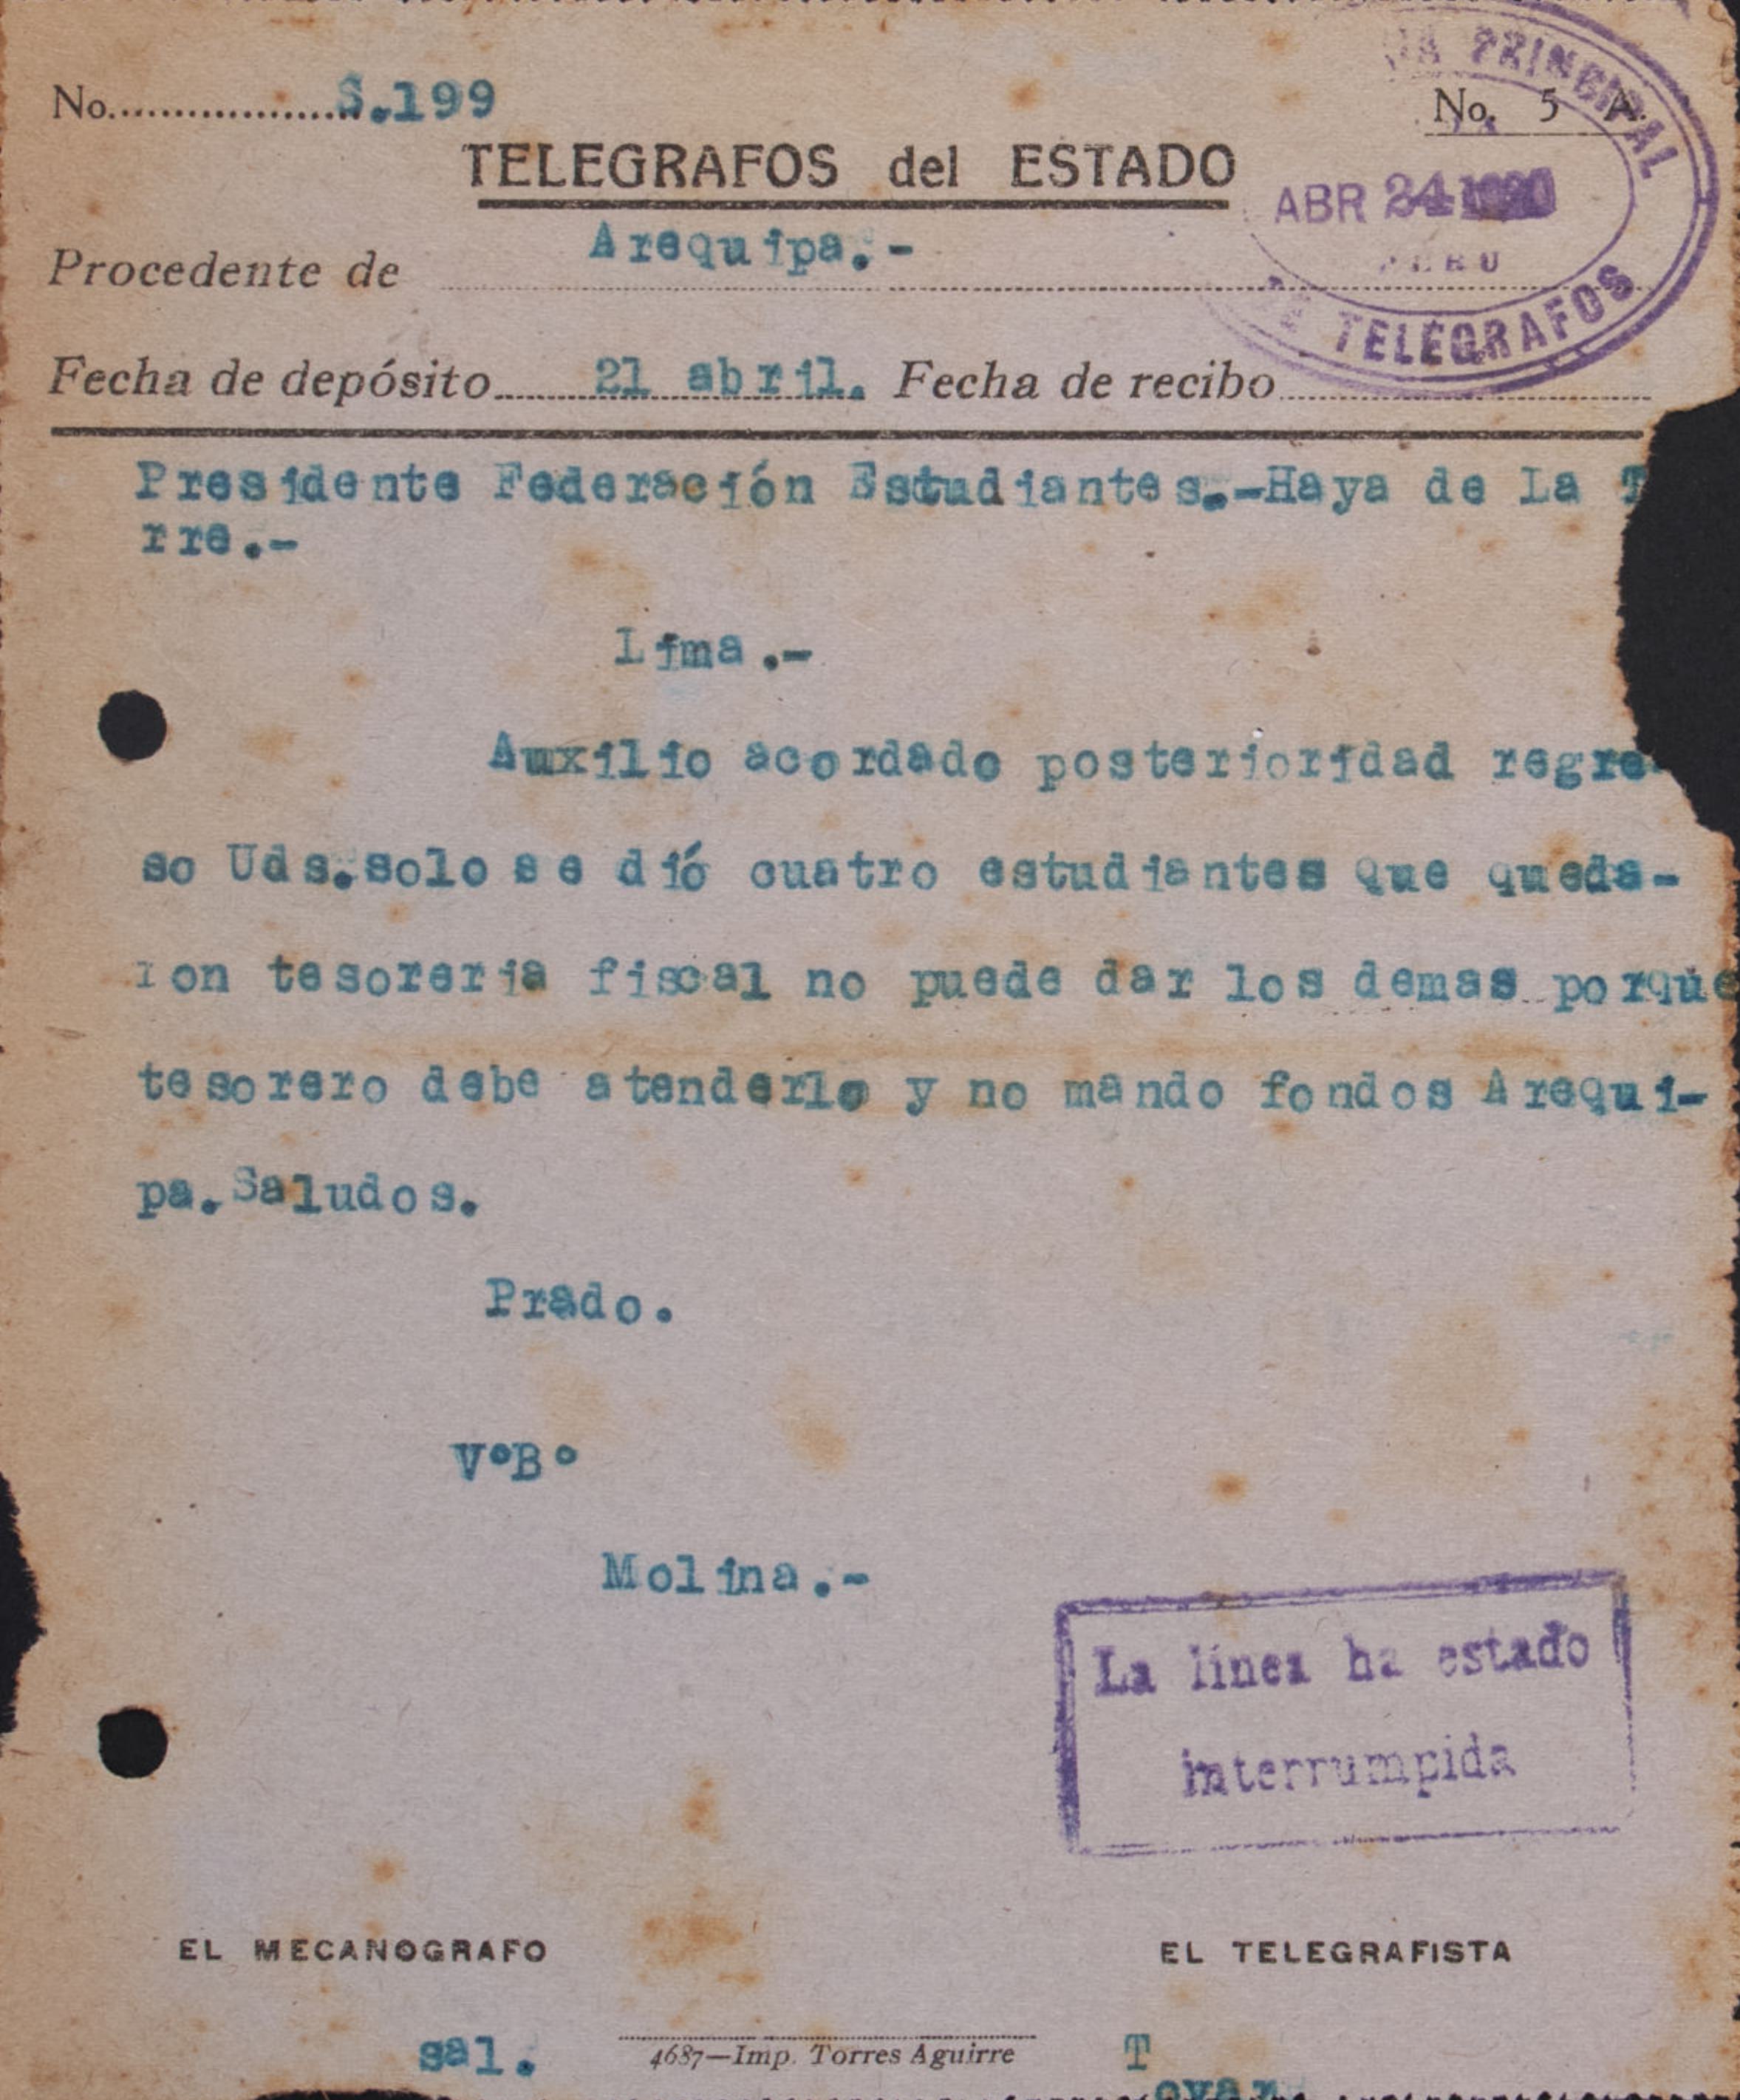 No. S.199
No. 5 A.
PRINCIPAL
TELEGRAFOS del ESTADO
ABR 24 1920
Procedente de Arequipa.-
TELEGRAFOS
Fecha de depósito 21 abril. Fecha de recibo
Presidente Federación Estudiantes.-Haya de La T
rre.-
Lima.-
Auxilio acordado posterioridad regre-
so Uds.solo se dió cuatro estudiantes que queda-
ron tesoreria fiscal no puede dar los demas porque
tesorero debe atenderlo y no mando fondos Arequi-
pa.Saludos.
Prado.
V°B°
Molina.-
La línea ha estado
interrumpida
EL MECANOGRAFO EL TELEGRAFISTA
sal. 4687—Imp. Torres Aguirre T
ovar